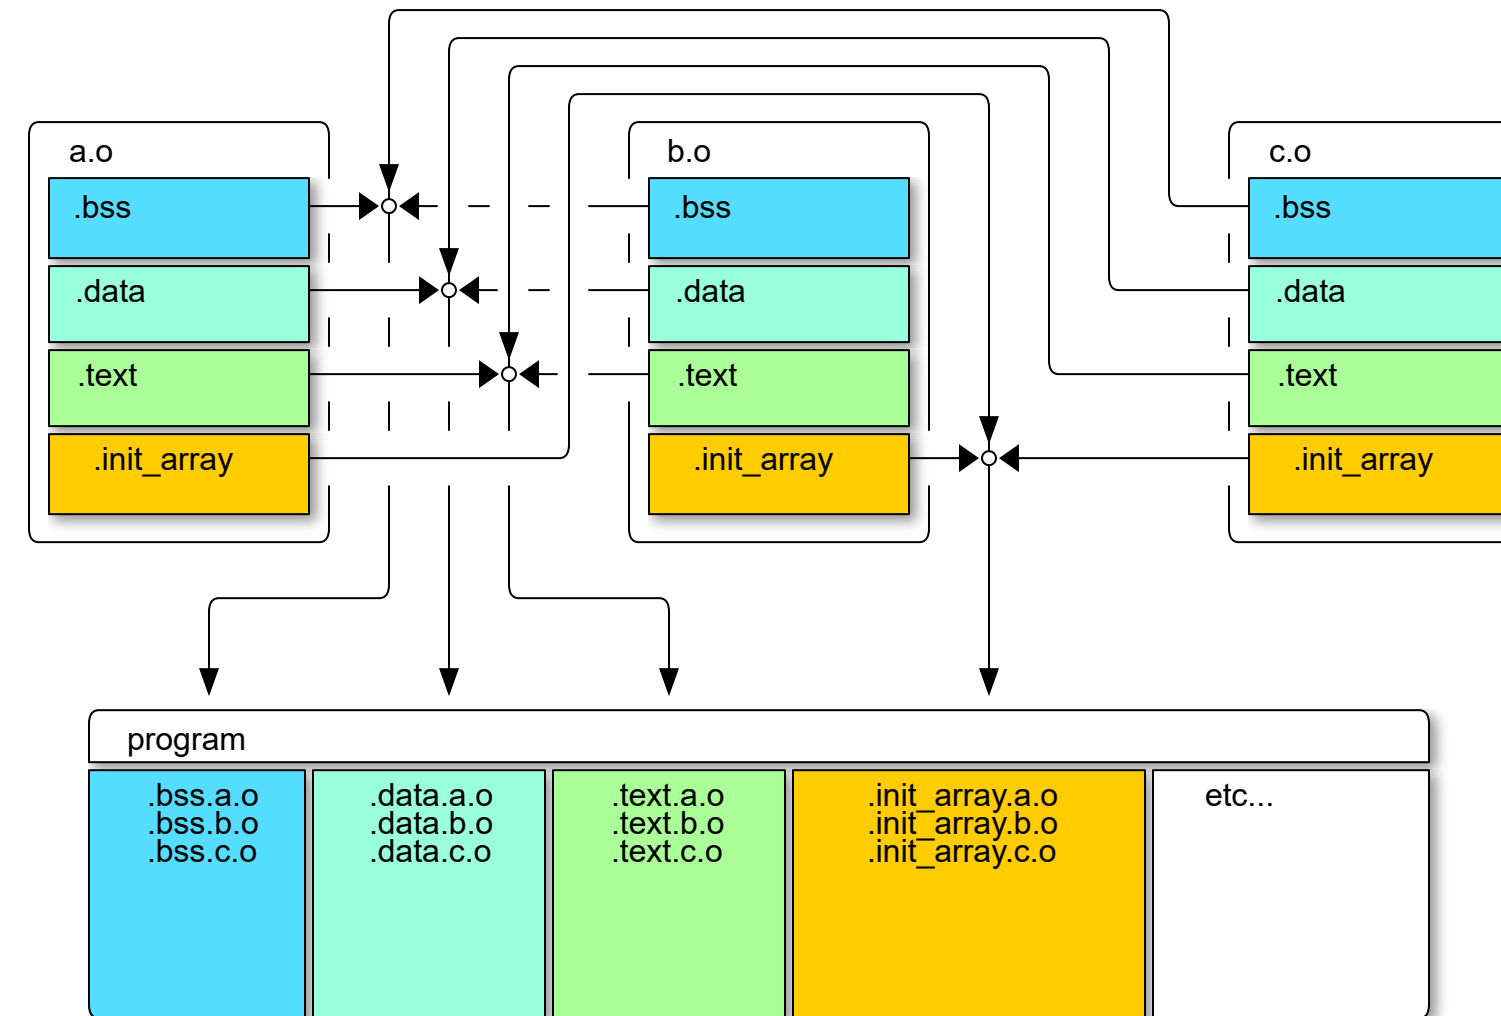 a.o
b.o
c.o
.bss
.bss
.bss
.data
.data
.data
.text
.text
.text
.init_array
.init_array
.init_array
program
.bss.a.o
.bss.b.o
.bss.c.o
.data.a.o
.data.b.o
.data.c.o
.text.a.o
.text.b.o
.text.c.o
.init_array.a.o
.init_array.b.o
.init_array.c.o
etc...